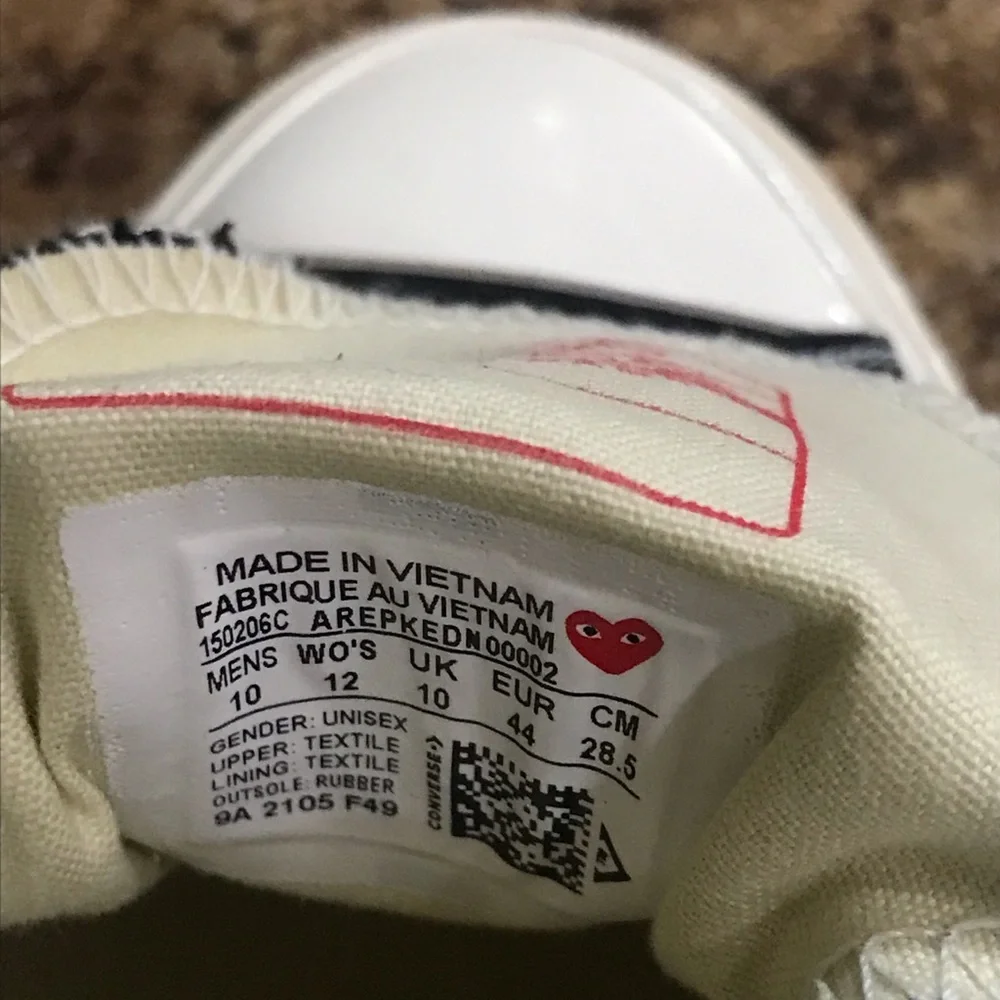 MADE IN VIETNAM
FABRIQUE AU VIETNAM
150206C AREPKEDN00002
MENS WO'S UK EUR CM
10 12 10 44 28.5
GENDER: UNISEX
UPPER: TEXTILE
LINING: TEXTILE
OUTSOLE: RUBBER
9A 2105 F49
CONVERSE